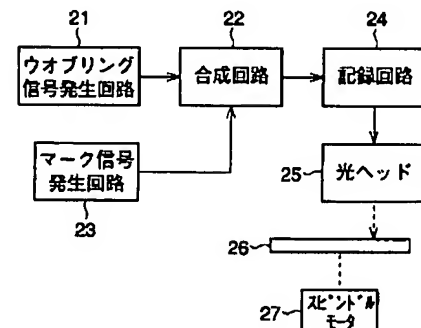 21
ウオブリング
信号発生回路
22
合成回路
24
記録回路
マーク信号
発生回路
23
25
光ヘッド
26
27
スピンドル
モータ